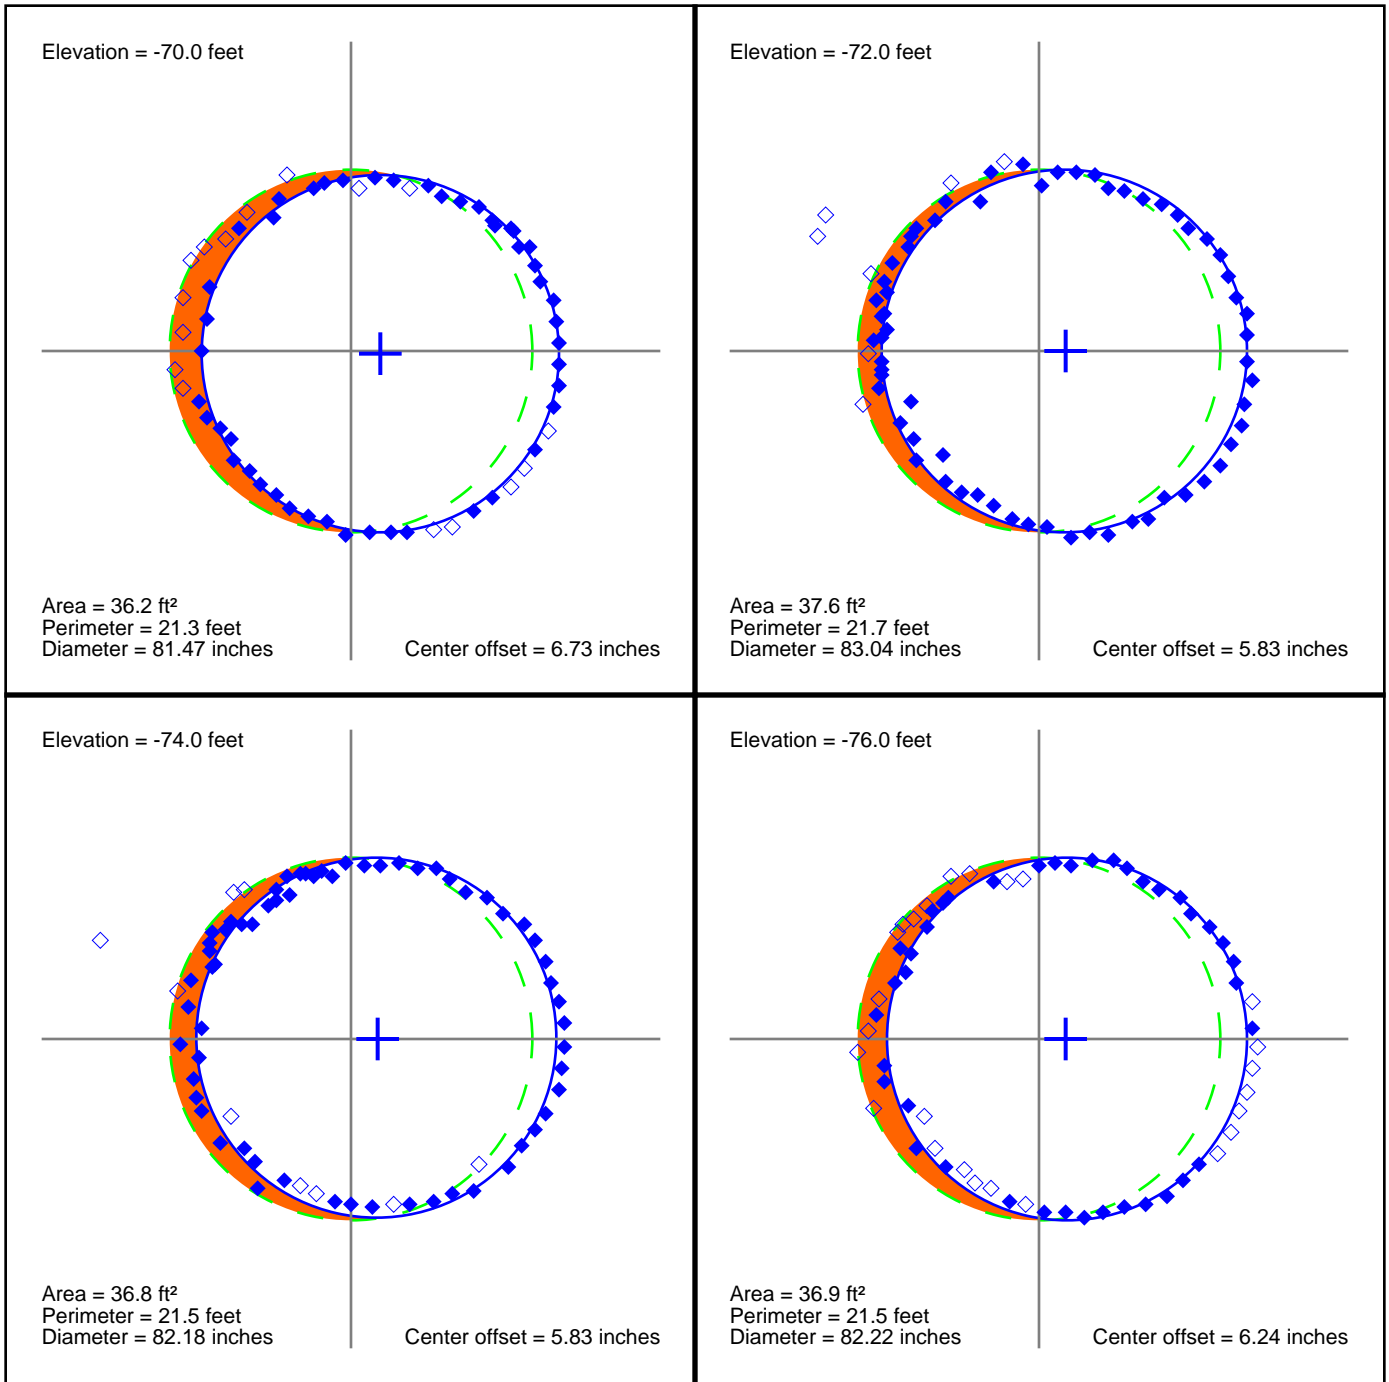 Elevation = -70.0 feet
Area = 36.2 ft²
Perimeter = 21.3 feet
Diameter = 81.47 inches
Center offset = 6.73 inches
Elevation = -72.0 feet
Area = 37.6 ft²
Perimeter = 21.7 feet
Diameter = 83.04 inches
Center offset = 5.83 inches
Elevation = -74.0 feet
Area = 36.8 ft²
Perimeter = 21.5 feet
Diameter = 82.18 inches
Center offset = 5.83 inches
Elevation = -76.0 feet
Area = 36.9 ft²
Perimeter = 21.5 feet
Diameter = 82.22 inches
Center offset = 6.24 inches